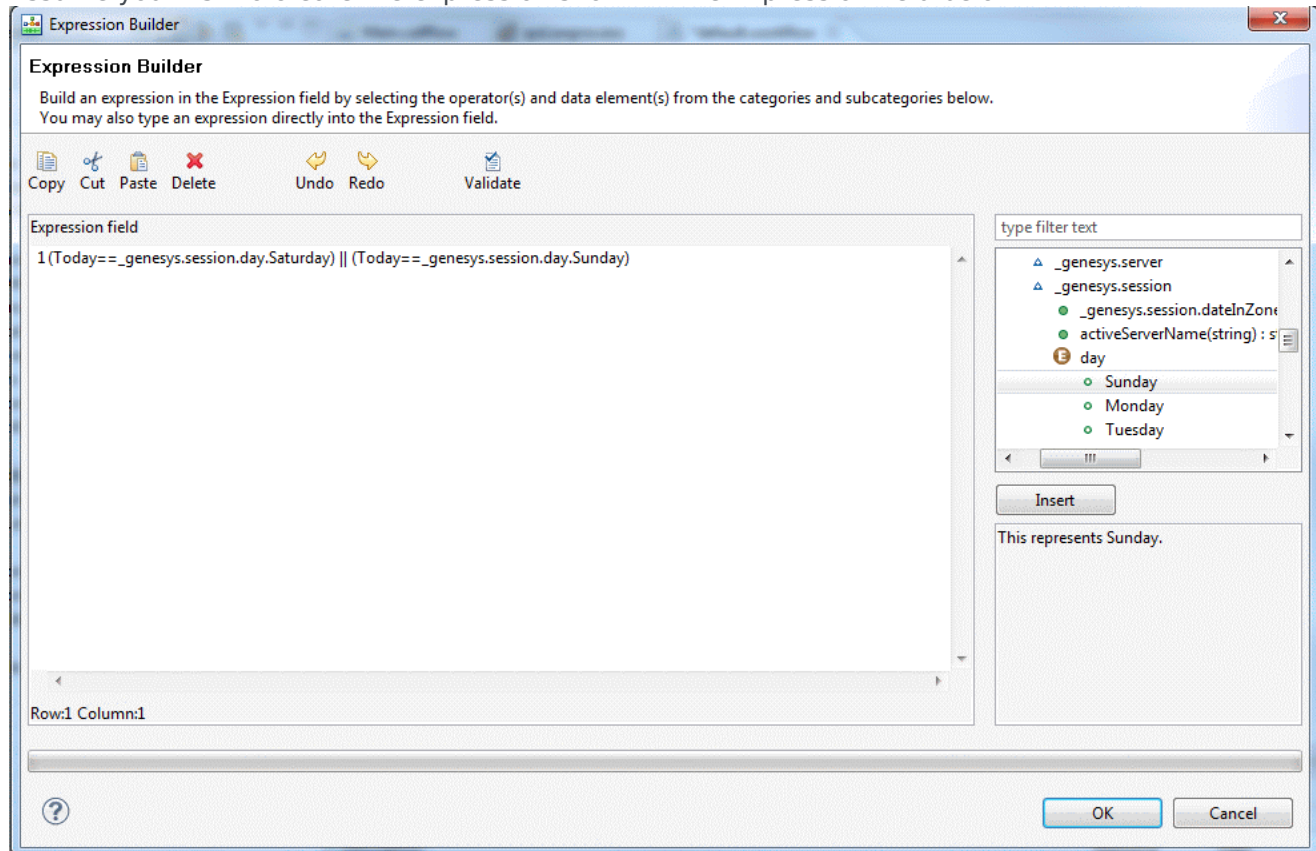 Expression Builder
Expression Builder
Build an expression in the Expression field by selecting the operator(s) and data element(s) from the categories and subcategories below.
You may also type an expression directly into the Expression field.
Copy Cut Paste Delete Undo Redo Validate
Expression field
1(Today==_genesys.session.day.Saturday) || (Today==_genesys.session.day.Sunday)
Row:1 Column:1
type filter text
_genesys.server
_genesys.session
_genesys.session.dateInZone
activeServerName(string) : s
E day
Sunday
Monday
Tuesday
Insert
This represents Sunday.
?
OK Cancel